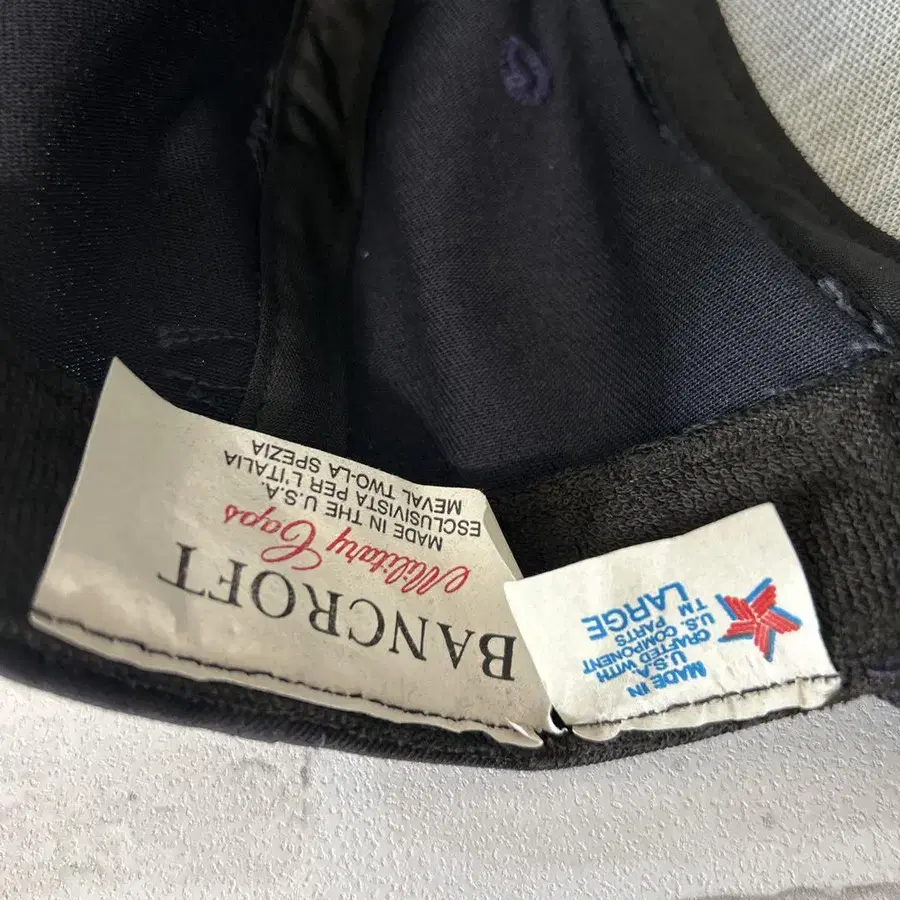 BANCROFT
Military Caps
MADE IN THE U.S.A.
ESCLUSIVISTA PER L'ITALIA
MEVAL TWO-LA SPEZIA
MADE IN
U.S.A WITH
CRAFTED COMPONENT
U.S. PARTS
TM
LARGE